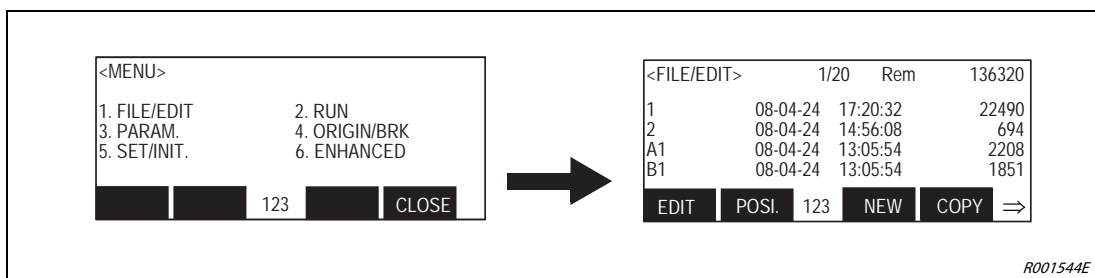 <MENU>
1. FILE/EDIT 2. RUN
3. PARAM. 4. ORIGIN/BRK
5. SET/INIT. 6. ENHANCED
123 CLOSE
<FILE/EDIT> 1/20 Rem 136320
1 08-04-24 17:20:32 22490
2 08-04-24 14:56:08 694
A1 08-04-24 13:05:54 2208
B1 08-04-24 13:05:54 1851
EDIT POSI. 123 NEW COPY ⇒
R001544E